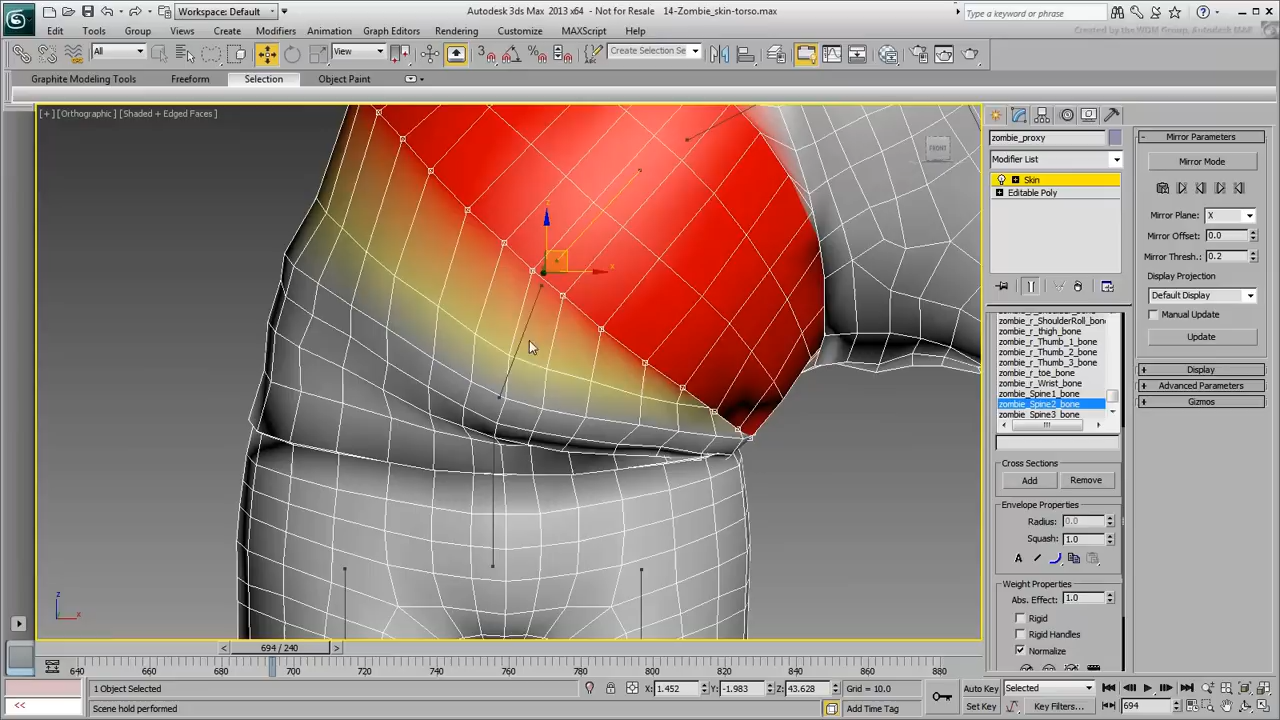 Workspace: Default
Autodesk 3ds Max 2013 x64 - Not for Resale 14-Zombie_skin-torso.max
Type a keyword or phrase
Edit Tools Group Views Create Modifiers Animation Graph Editors Rendering Customize MAXScript Help
All
View
Create Selection Se
Graphite Modeling Tools Freeform Selection Object Paint
[+] [Orthographic] [Shaded + Edged Faces]
FRONT
zombie_proxy
Modifier List
Skin
Editable Poly
zombie_r_ShoulderRoll_bone
zombie_r_thigh_bone
zombie_r_Thumb_1_bone
zombie_r_Thumb_2_bone
zombie_r_Thumb_3_bone
zombie_r_toe_bone
zombie_r_Wrist_bone
zombie_Spine1_bone
zombie_Spine2_bone
zombie_Spine3_bone
Cross Sections
Add Remove
Envelope Properties
Radius: 0.0
Squash: 1.0
Weight Properties
Abs. Effect: 1.0
Rigid
Rigid Handles
Normalize
Mirror Parameters
Mirror Mode
Mirror Plane: X
Mirror Offset: 0.0
Mirror Thresh.: 0.2
Display Projection
Default Display
Manual Update
Update
Display
Advanced Parameters
Gizmos
z
x
694 / 240
640 660 680 700 720 740 760 780 800 820 840 860 880
1 Object Selected
X: 1.452 Y: -1.983 Z: 43.628 Grid = 10.0
Auto Key Selected
<<
Scene hold performed
Add Time Tag
Set Key Key Filters... 694